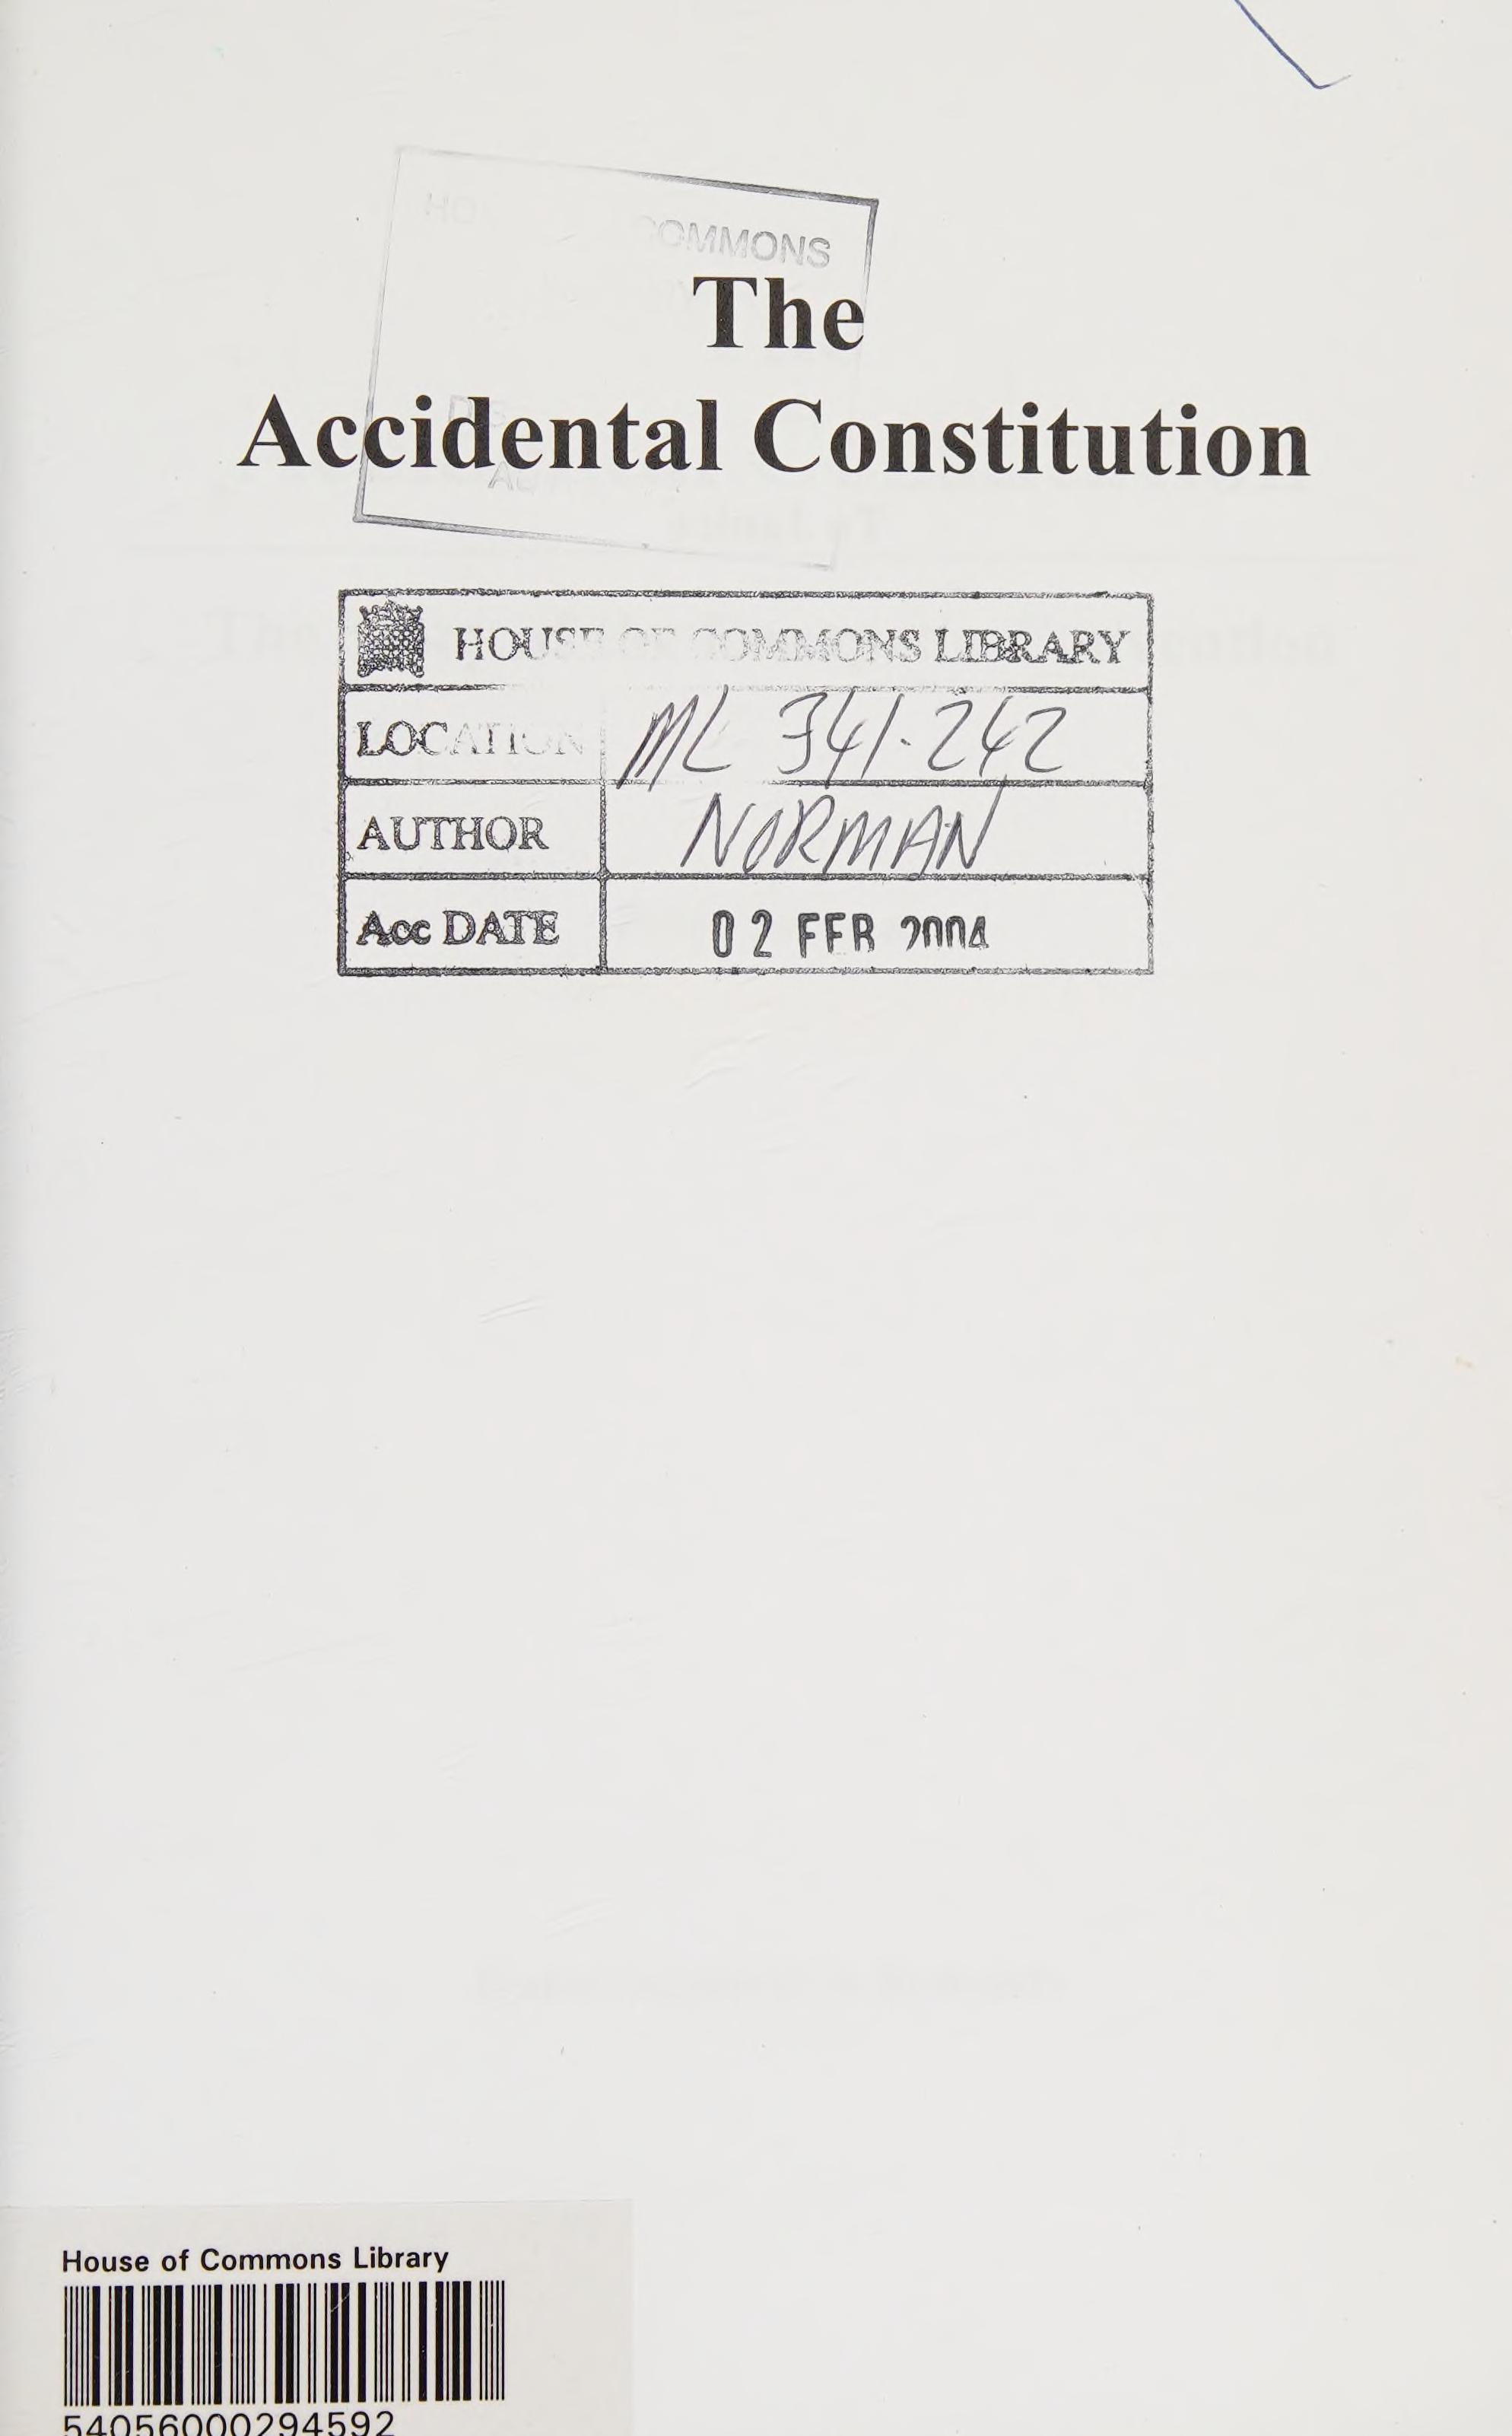 COMMONS
The
Accidental Constitution
HOUSE OF COMMONS LIBRARY
LOCATION ML 341.242
AUTHOR NORMAN
Acc DATE 02 FEB 2004
House of Commons Library
54056000294592